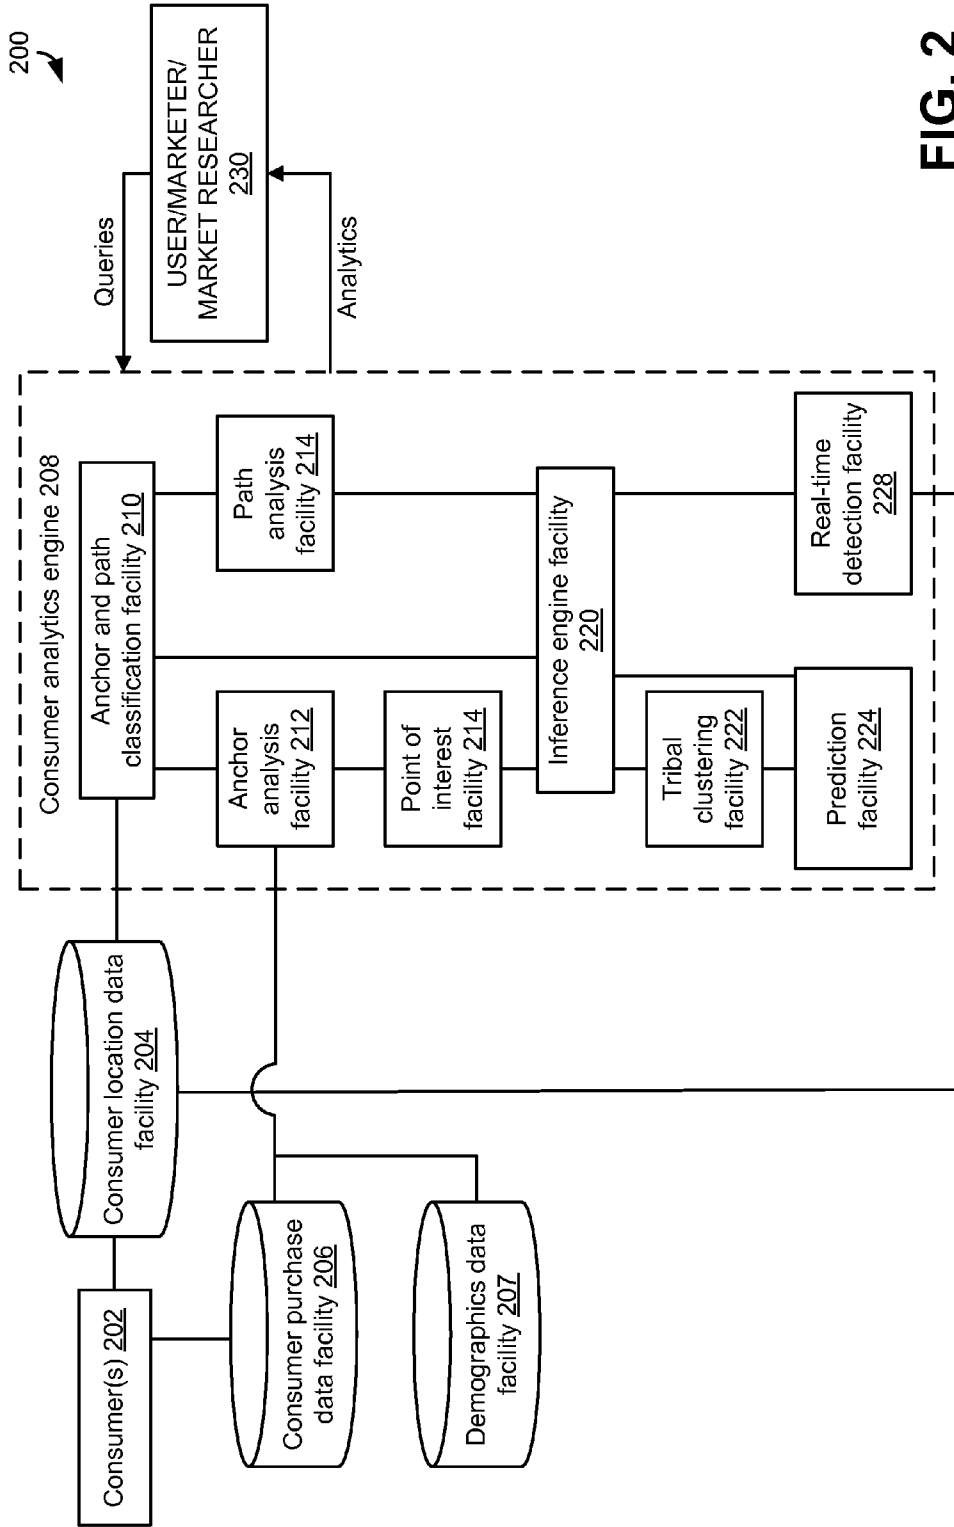 200
Consumer(s) 202
Consumer location data
facility 204
Consumer purchase
data facility 206
Demographics data
facility 207
Consumer analytics engine 208
Anchor and path
classification facility 210
Anchor
analysis
facility 212
Path
analysis
facility 214
Point of
interest
facility 214
Inference engine facility
220
Tribal
clustering
facility 222
Prediction
facility 224
Real-time
detection facility
228
Queries
USER/MARKETER/
MARKET RESEARCHER
230
Analytics
FIG. 2